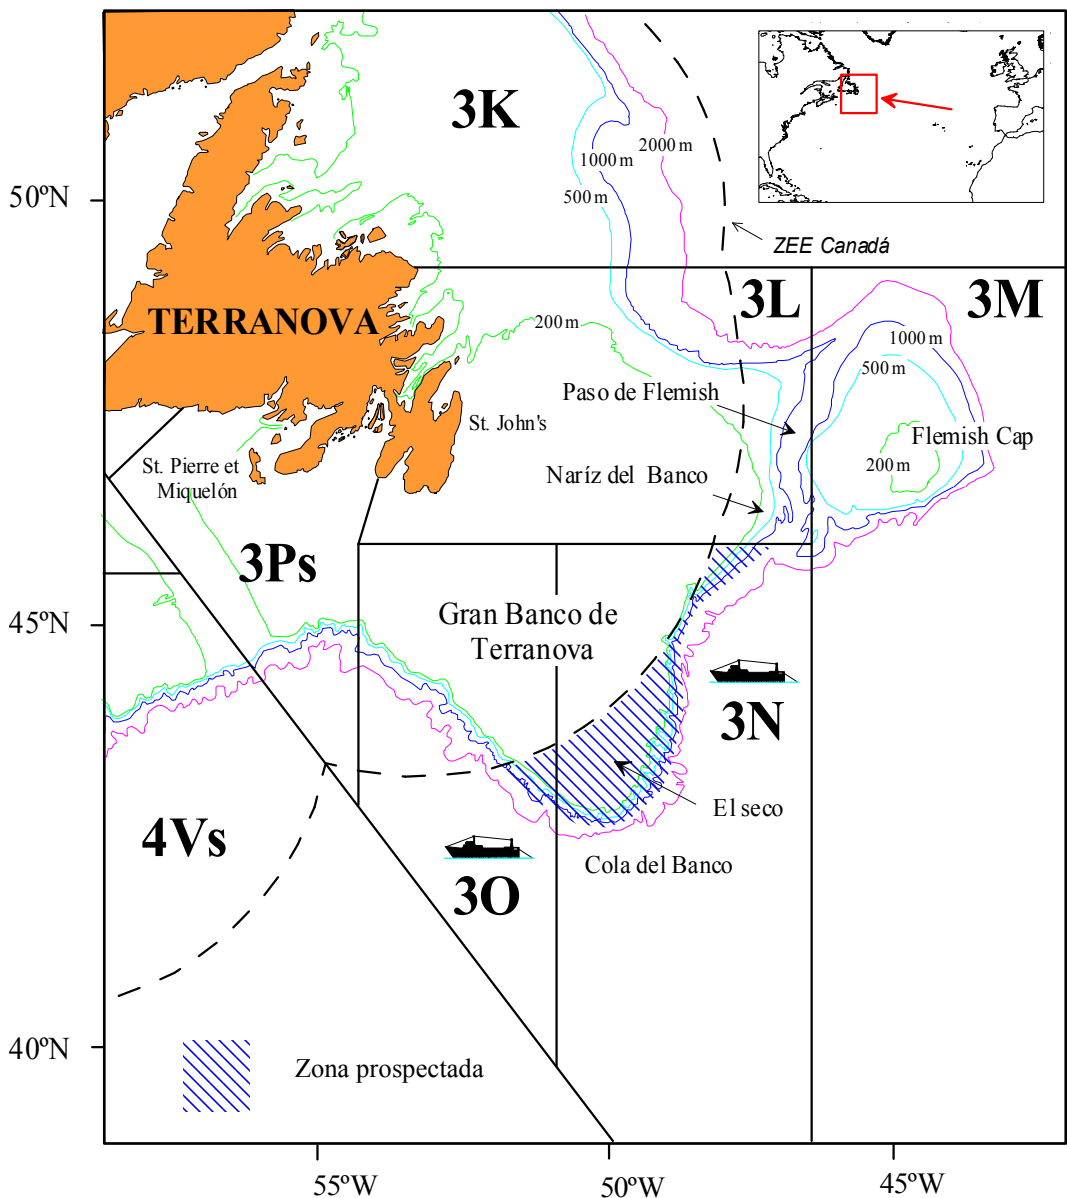 3K
2000 m
1000 m
500 m
50ºN
ZEE Canadá
3L
3M
TERRANOVA
200 m
1000 m
500 m
Paso de Flemish
St. John's
Flemish Cap
St. Pierre et
Miquelón
200 m
Naríz del Banco
3Ps
Gran Banco de
Terranova
45ºN
3N
El seco
4Vs
Cola del Banco
3O
40ºN
Zona prospectada
55ºW
50ºW
45ºW